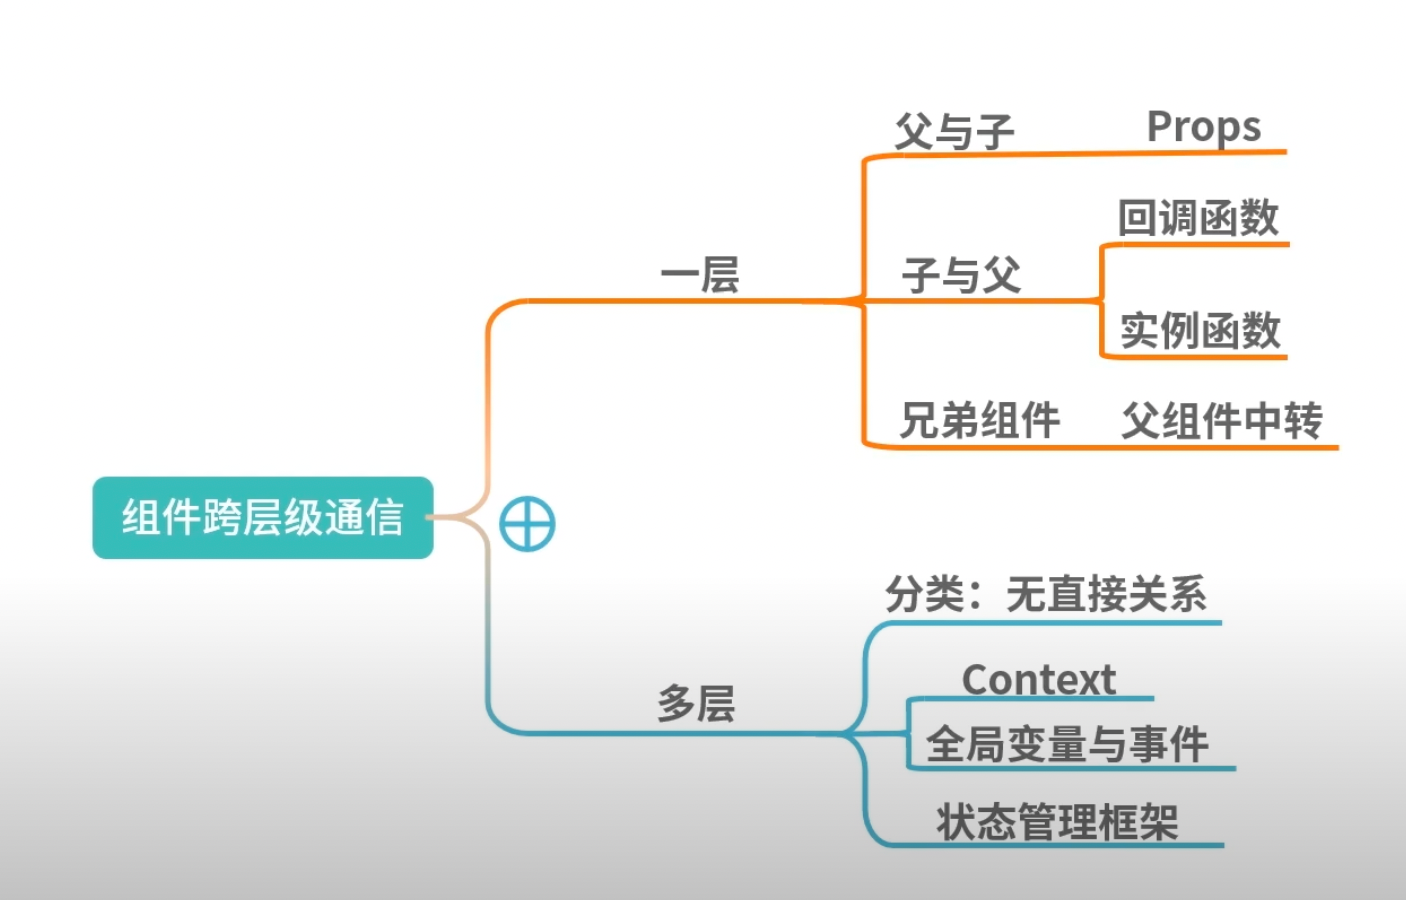 父与子 Props
回调函数
一层 子与父
实例函数
兄弟组件 父组件中转
组件跨层级通信
分类：无直接关系
Context
多层
全局变量与事件
状态管理框架